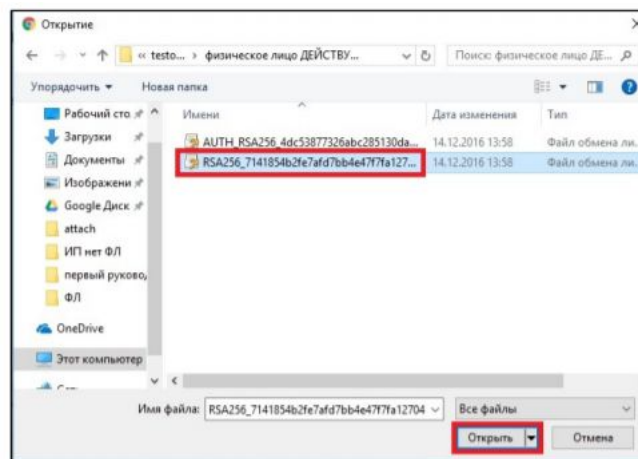 Открытие
« testo... › физическое лицо ДЕЙСТВУ...
Поиск: физическое лицо ДЕ...
Упорядочить
Новая папка
Рабочий сто
Имени
Дата изменения
Тип
Загрузки
AUTH_RSA256_4dc53877326abc285130da...
14.12.2016 13:58
Файл обмена ли...
Документы
RSA256_7141854b2fe7afd7bb4e47f7fa127...
14.12.2016 13:58
Файл обмена ли...
Изображени
Google Диск
attach
ИП нет ФЛ
первый руково,
ФЛ
OneDrive
Этот компьютер
Имя файла:
RSA256_7141854b2fe7afd7bb4e47f7fa12704
Все файлы
Открыть
Отмена